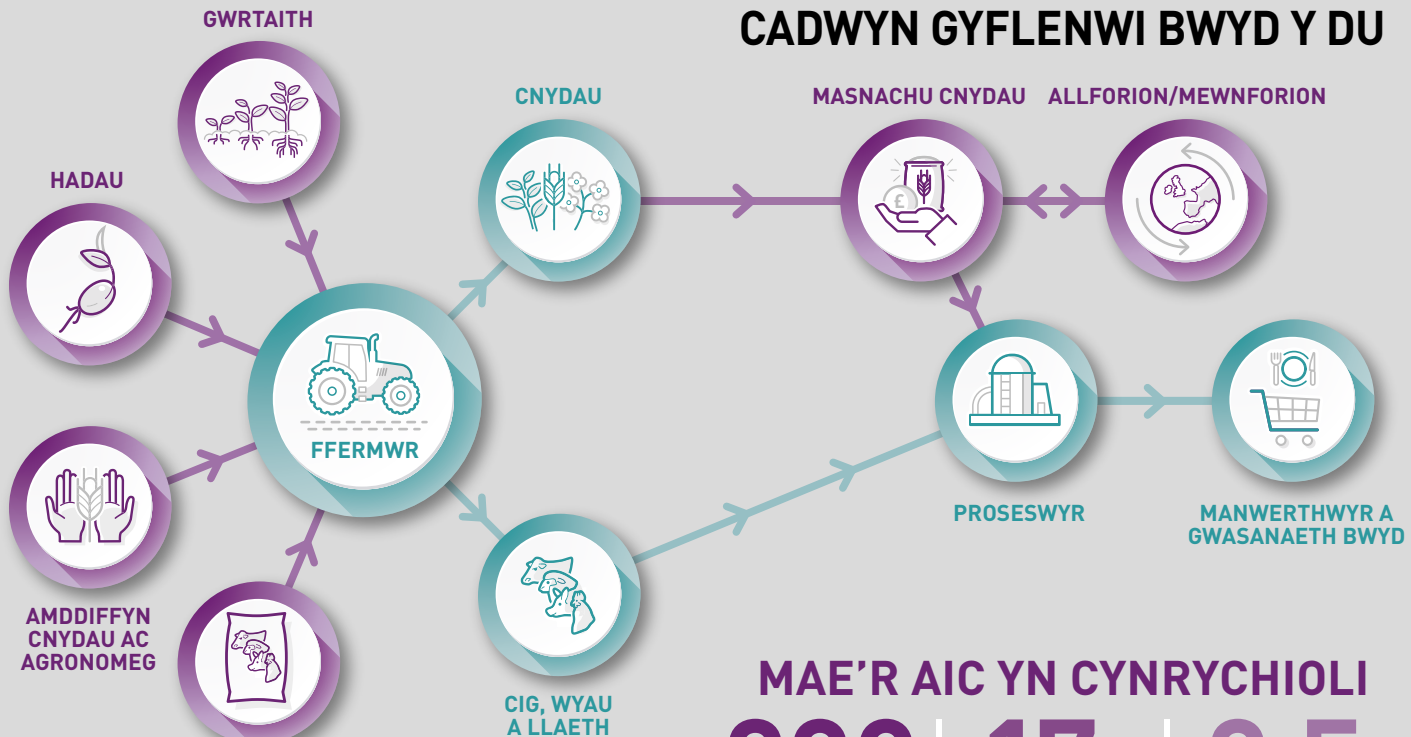 CADWYN GYFLENWI BWYD Y DU
GWRTAITH
HADAU
AMDDIFFYN
CNYDAU AC
AGRONOMEG
FFERMWR
CNYDAU
CIG, WYAU
A LLAETH
MASNACHU CNYDAU
ALLFORION/MEWNFORION
£
PROSESWYR
MANWERTHWYR A
GWASANAETH BWYD
MAE'R AIC YN CYNRYCHIOLI